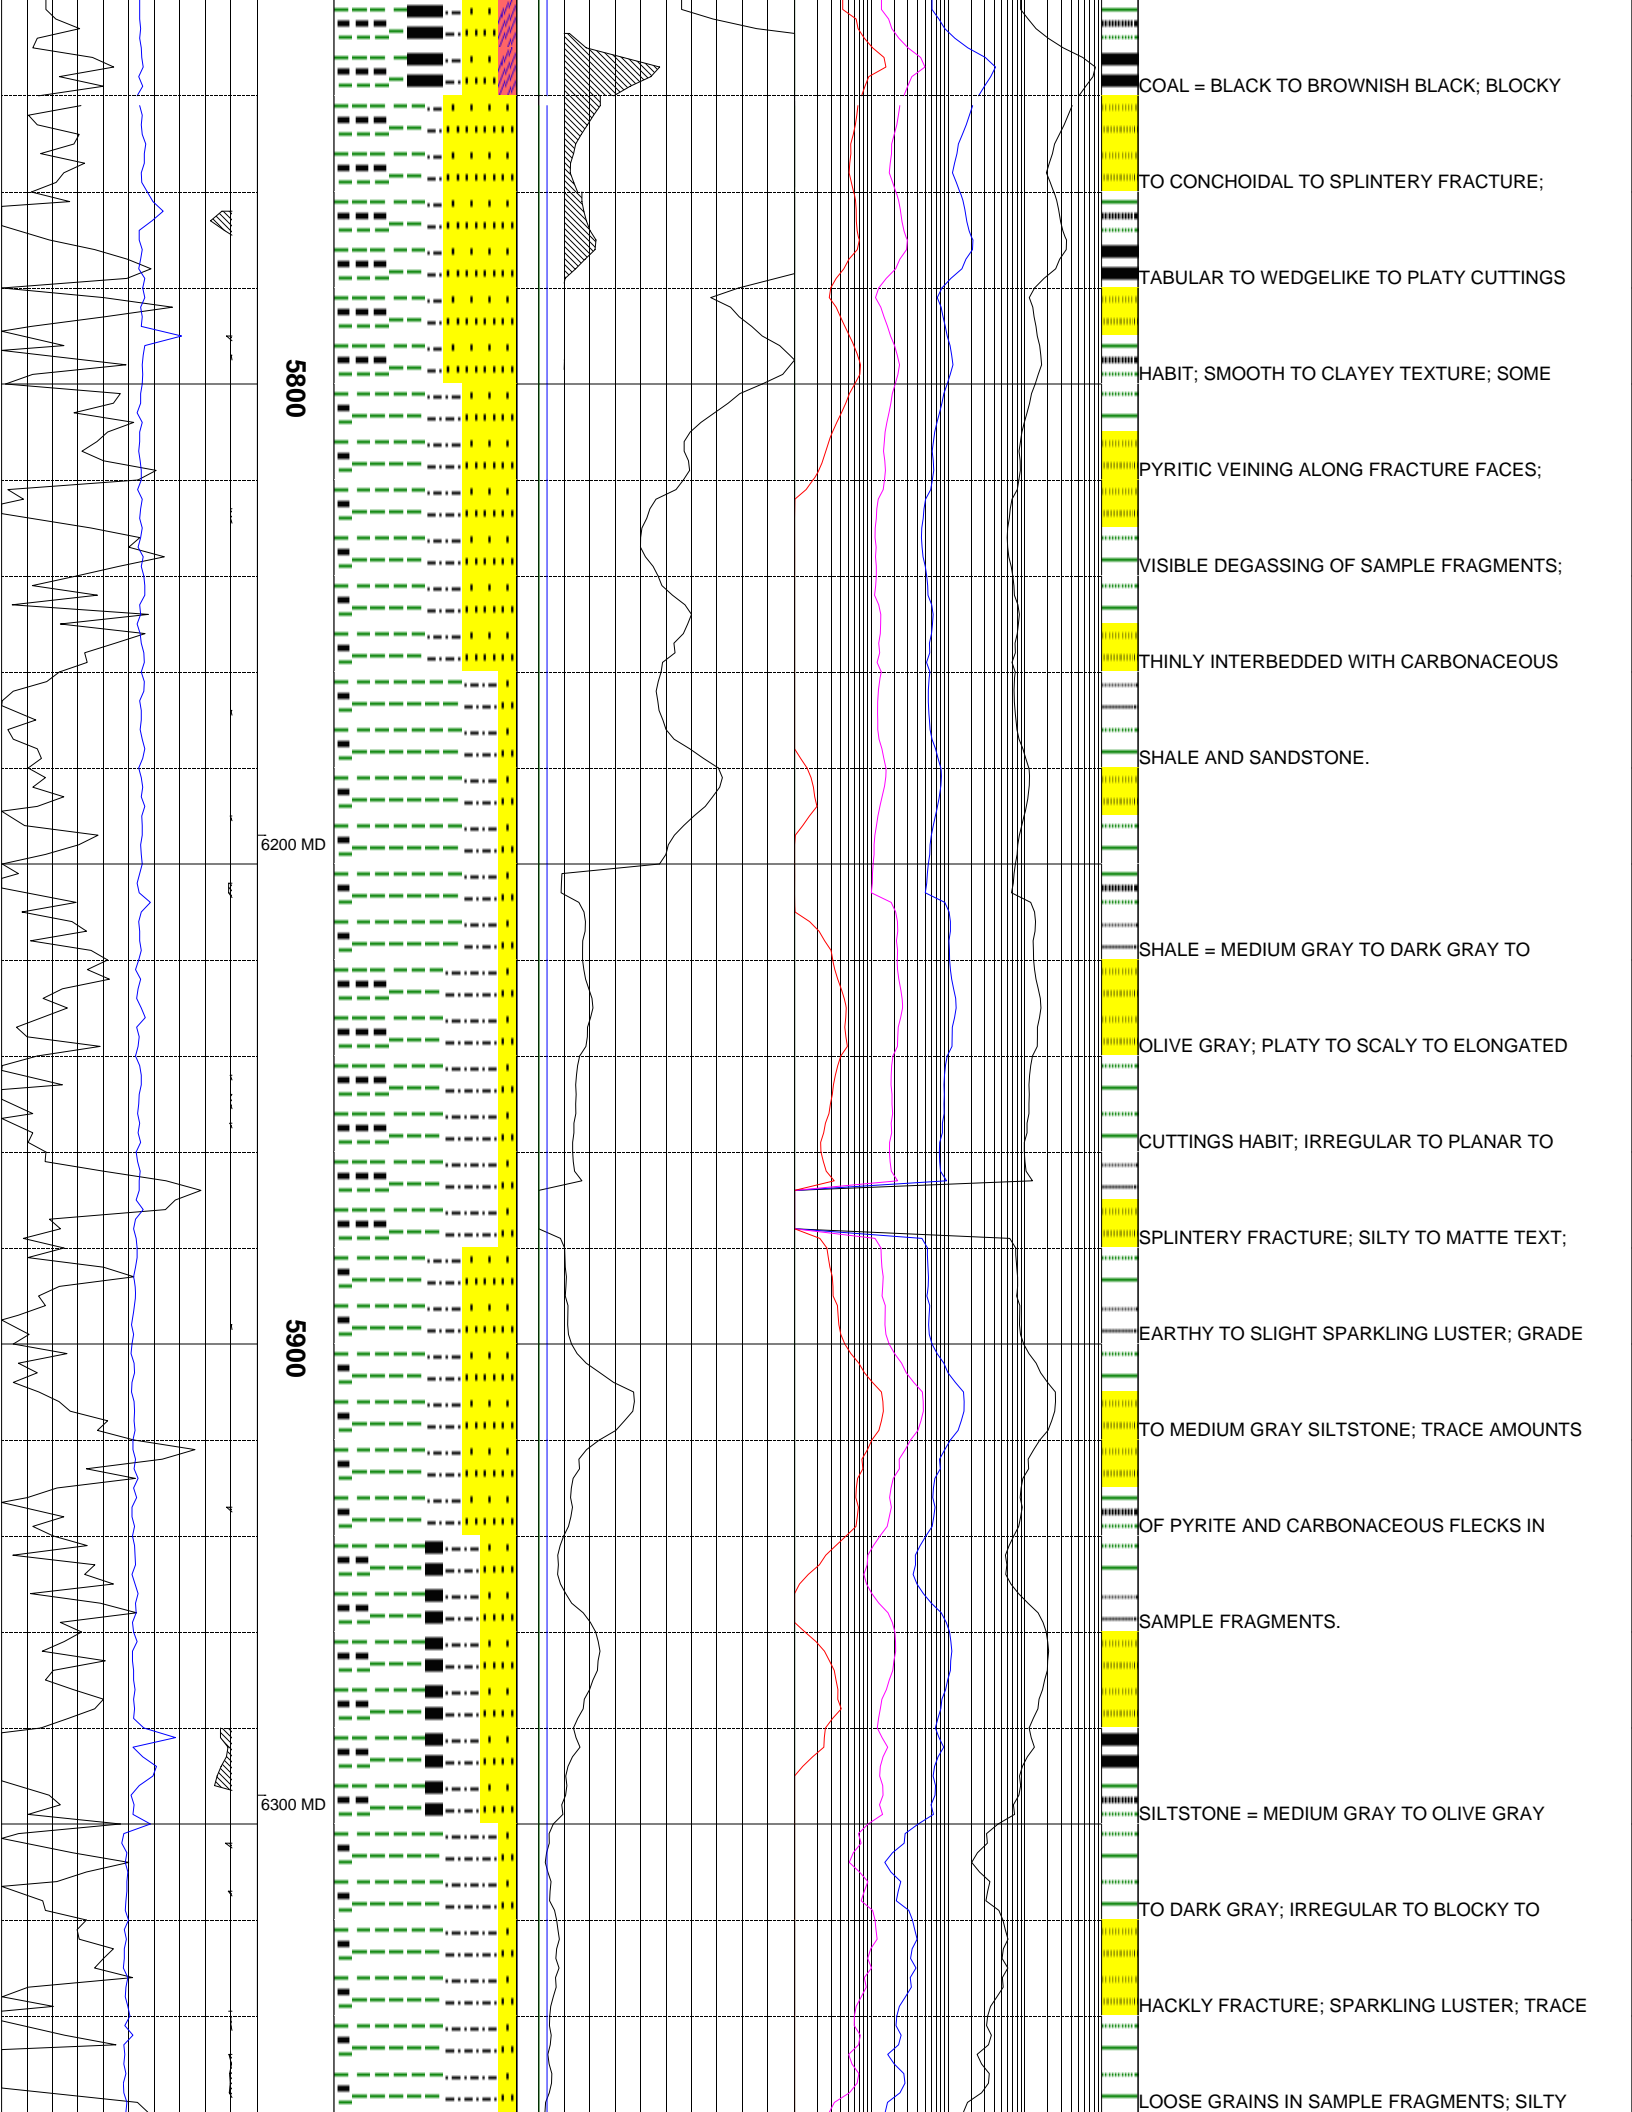 COAL = BLACK TO BROWNISH BLACK; BLOCKY
TO CONCHOIDAL TO SPLINTERY FRACTURE;
TABULAR TO WEDGELIKE TO PLATY CUTTINGS
5800
HABIT; SMOOTH TO CLAYEY TEXTURE; SOME
PYRITIC VEINING ALONG FRACTURE FACES;
VISIBLE DEGASSING OF SAMPLE FRAGMENTS;
THINLY INTERBEDDED WITH CARBONACEOUS
SHALE AND SANDSTONE.
6200 MD
SHALE = MEDIUM GRAY TO DARK GRAY TO
OLIVE GRAY; PLATY TO SCALY TO ELONGATED
CUTTINGS HABIT; IRREGULAR TO PLANAR TO
SPLINTERY FRACTURE; SILTY TO MATTE TEXT;
5900
EARTHY TO SLIGHT SPARKLING LUSTER; GRADE
TO MEDIUM GRAY SILTSTONE; TRACE AMOUNTS
OF PYRITE AND CARBONACEOUS FLECKS IN
SAMPLE FRAGMENTS.
6300 MD
SILTSTONE = MEDIUM GRAY TO OLIVE GRAY
TO DARK GRAY; IRREGULAR TO BLOCKY TO
HACKLY FRACTURE; SPARKLING LUSTER; TRACE
LOOSE GRAINS IN SAMPLE FRAGMENTS; SILTY